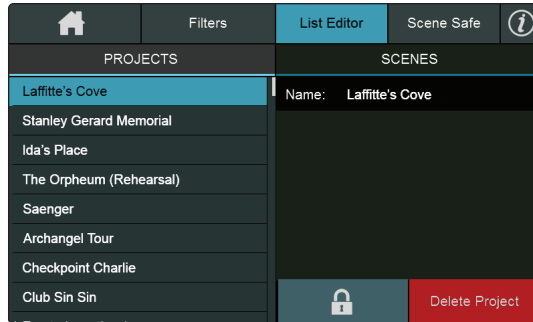 Filters
List Editor
Scene Safe
PROJECTS
SCENES
Laffitte's Cove
Stanley Gerard Memorial
Ida's Place
The Orpheum (Rehearsal)
Saenger
Archangel Tour
Checkpoint Charlie
Club Sin Sin
Name: Laffitte's Cove
Delete Project